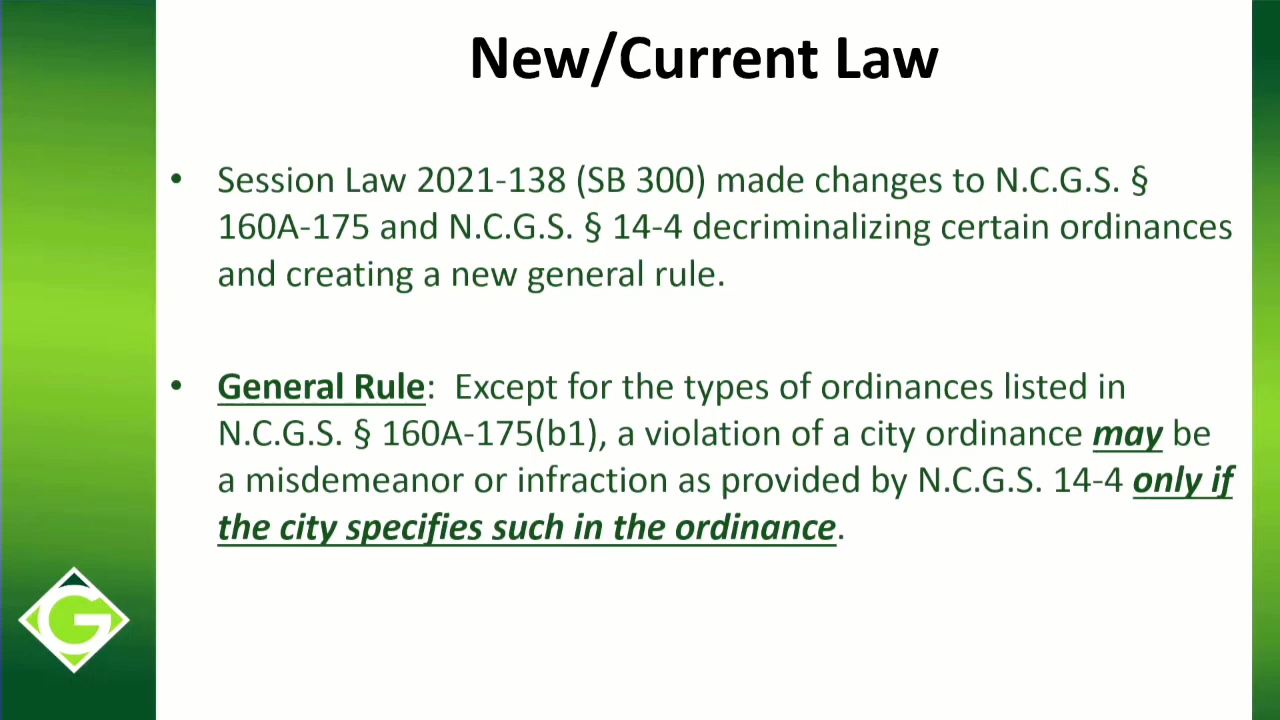 New/Current Law
• Session Law 2021-138 (SB 300) made changes to N.C.G.S. §
160A-175 and N.C.G.S. § 14-4 decriminalizing certain ordinances
and creating a new general rule.
• General Rule:  Except for the types of ordinances listed in
N.C.G.S. § 160A-175(b1), a violation of a city ordinance may be
a misdemeanor or infraction as provided by N.C.G.S. 14-4 only if
the city specifies such in the ordinance.
G